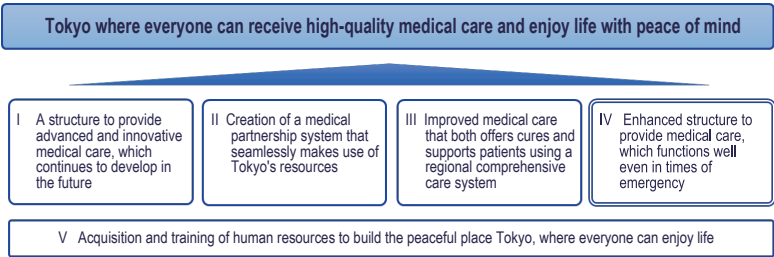 Tokyo where everyone can receive high-quality medical care and enjoy life with peace of mind
I A structure to provide
advanced and innovative
medical care, which
continues to develop in
the future
II Creation of a medical
partnership system that
seamlessly makes use of
Tokyo's resources
III Improved medical care
that both offers cures and
supports patients using a
regional comprehensive
care system
IV Enhanced structure to
provide medical care,
which functions well
even in times of
emergency
V Acquisition and training of human resources to build the peaceful place Tokyo, where everyone can enjoy life